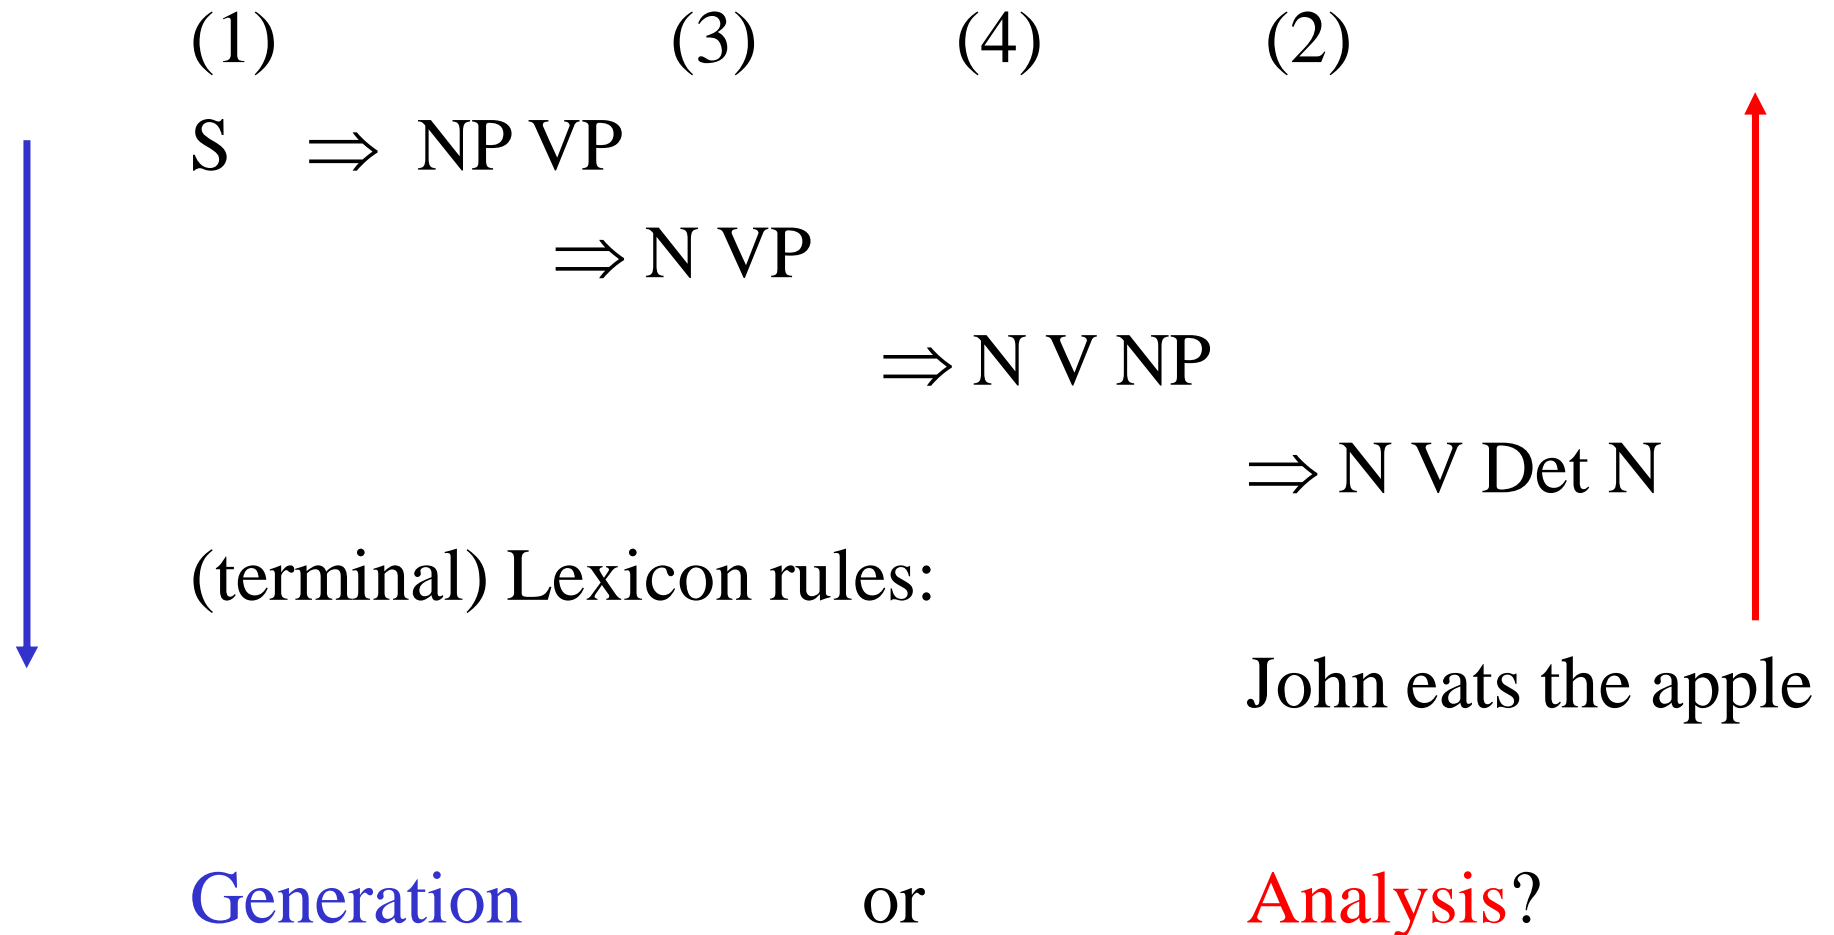 (1) (3) (4) (2)
S ⇒ NP VP
⇒ N VP
⇒ N V NP
⇒ N V Det N
(terminal) Lexicon rules:
John eats the apple
Generation or Analysis?